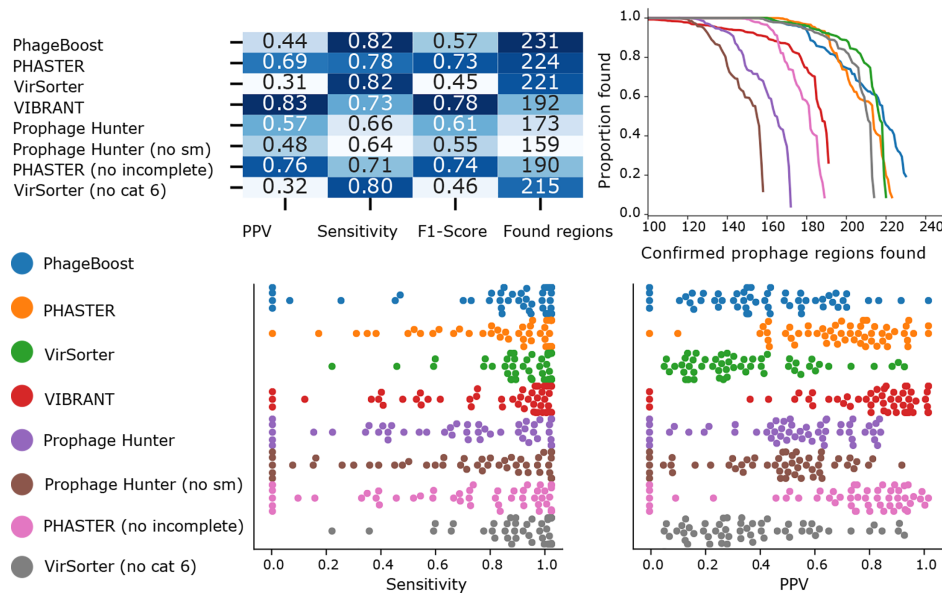 PhageBoost 0.44 0.82 0.57 231
PHASTER 0.69 0.78 0.73 224
VirSorter 0.31 0.82 0.45 221
VIBRANT 0.83 0.73 0.78 192
Prophage Hunter 0.57 0.66 0.61 173
Prophage Hunter (no sm) 0.48 0.64 0.55 159
PHASTER (no incomplete) 0.76 0.71 0.74 190
VirSorter (no cat 6) 0.32 0.80 0.46 215
PPV Sensitivity F1-Score Found regions
Proportion found
1.0
0.8
0.6
0.4
0.2
0.0
100 120 140 160 180 200 220 240
Confirmed prophage regions found
PhageBoost
PHASTER
VirSorter
VIBRANT
Prophage Hunter
Prophage Hunter (no sm)
PHASTER (no incomplete)
VirSorter (no cat 6)
0.0 0.2 0.4 0.6 0.8 1.0
Sensitivity
0.0 0.2 0.4 0.6 0.8 1.0
PPV